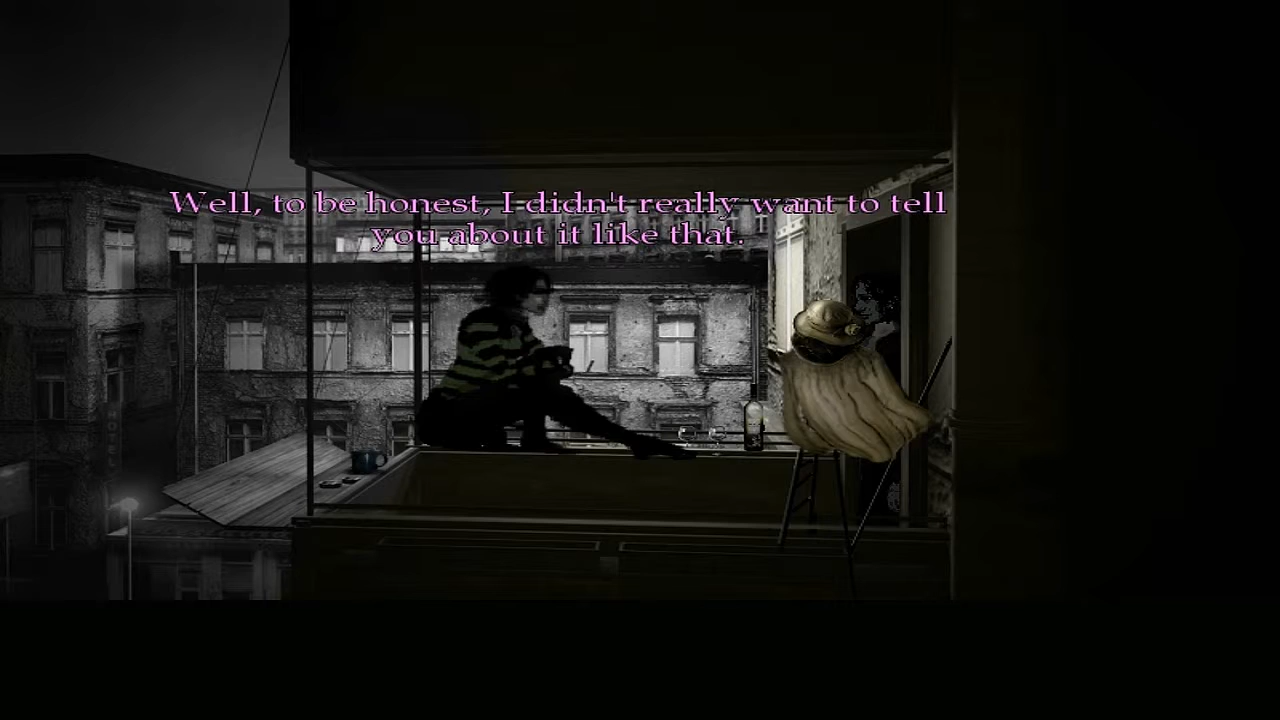 Well, to be honest, I didn't really want to tell
you about it like that.